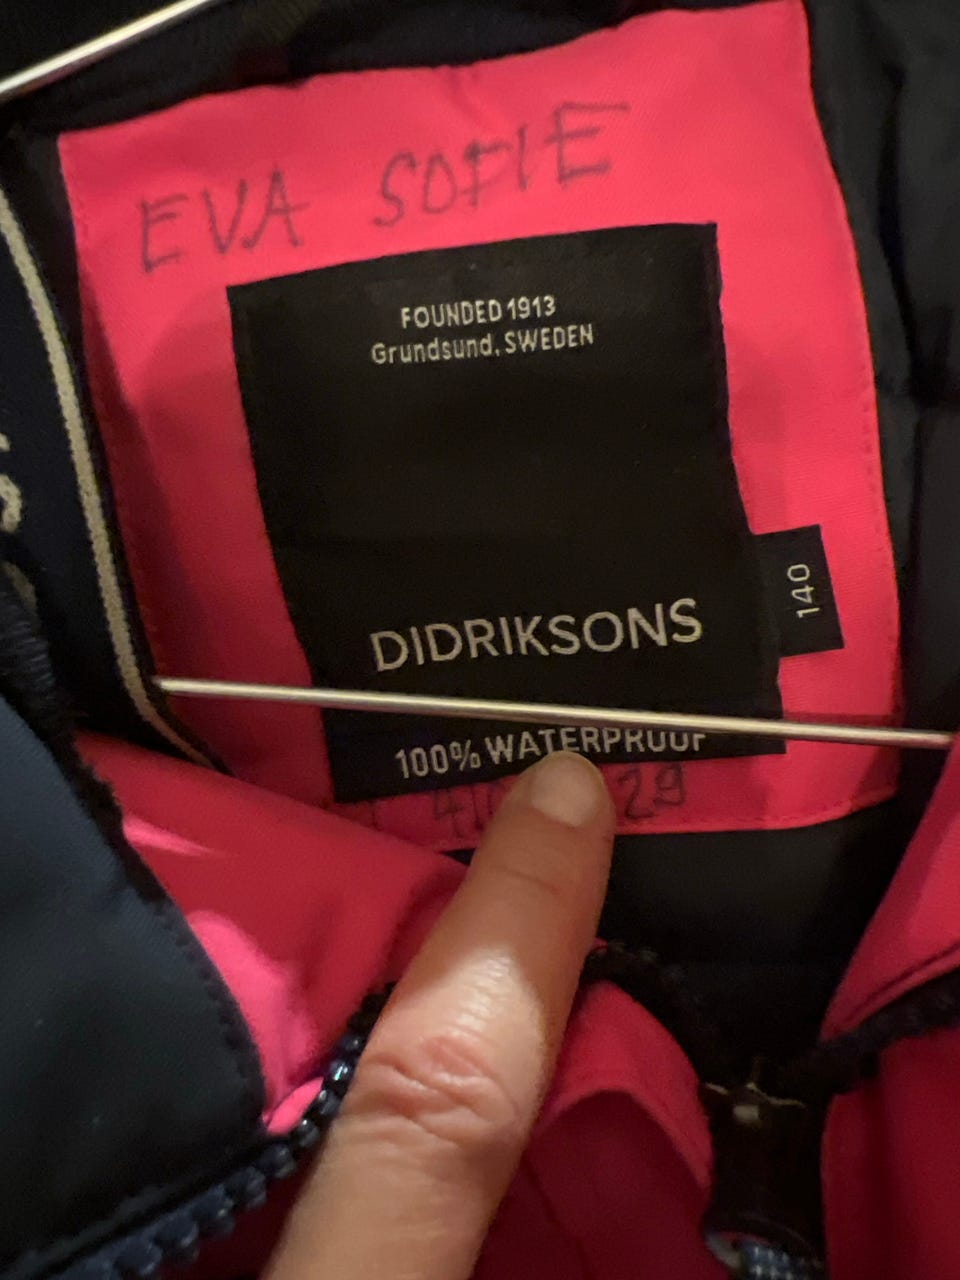 EVA SOFIE
FOUNDED 1913
Grundsund, SWEDEN
140
DIDRIKSONS
100% WATERPROOF